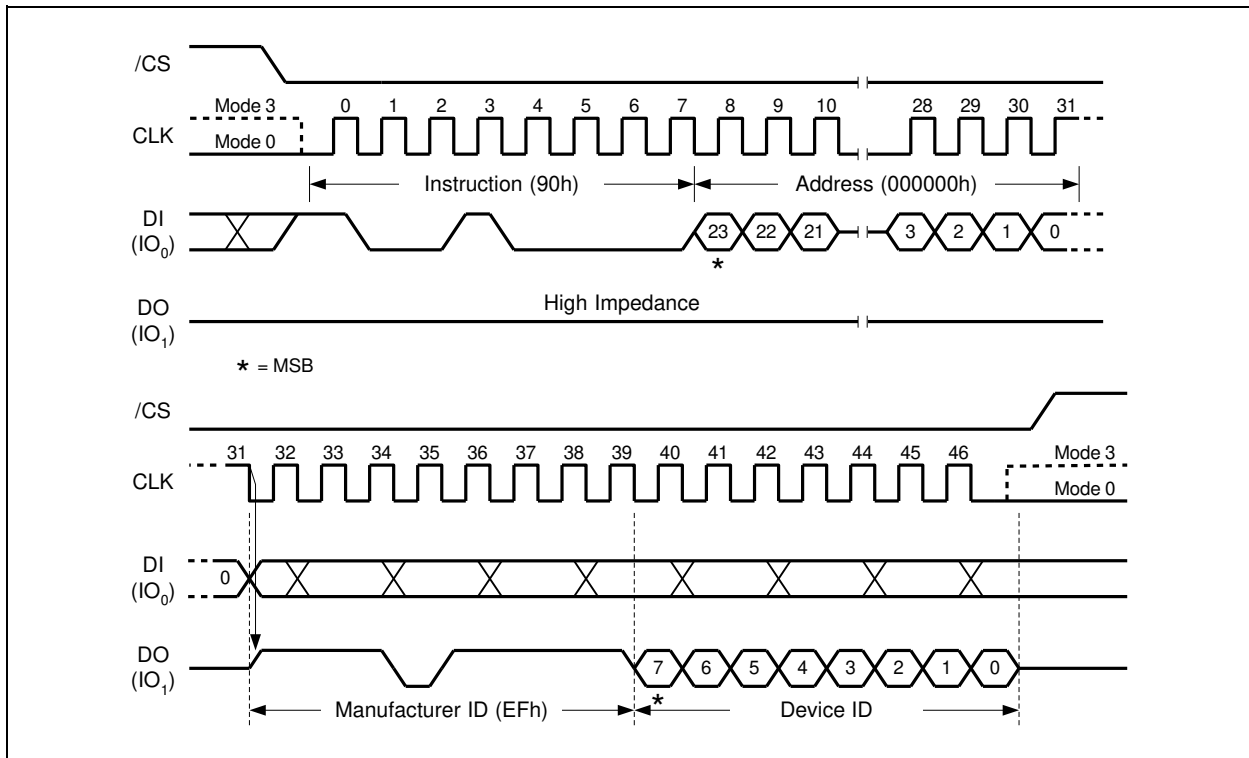 /CS
Mode 3 0 1 2 3 4 5 6 7 8 9 10 28 29 30 31
CLK
Mode 0
Instruction (90h) Address (000000h)
DI
(IO0) 23 22 21 3 2 1 0
*
High Impedance
DO
(IO1)
* = MSB
/CS
31 32 33 34 35 36 37 38 39 40 41 42 43 44 45 46 Mode 3
CLK
Mode 0
DI
(IO0) 0
DO
(IO1) 7 6 5 4 3 2 1 0
*
Manufacturer ID (EFh) Device ID